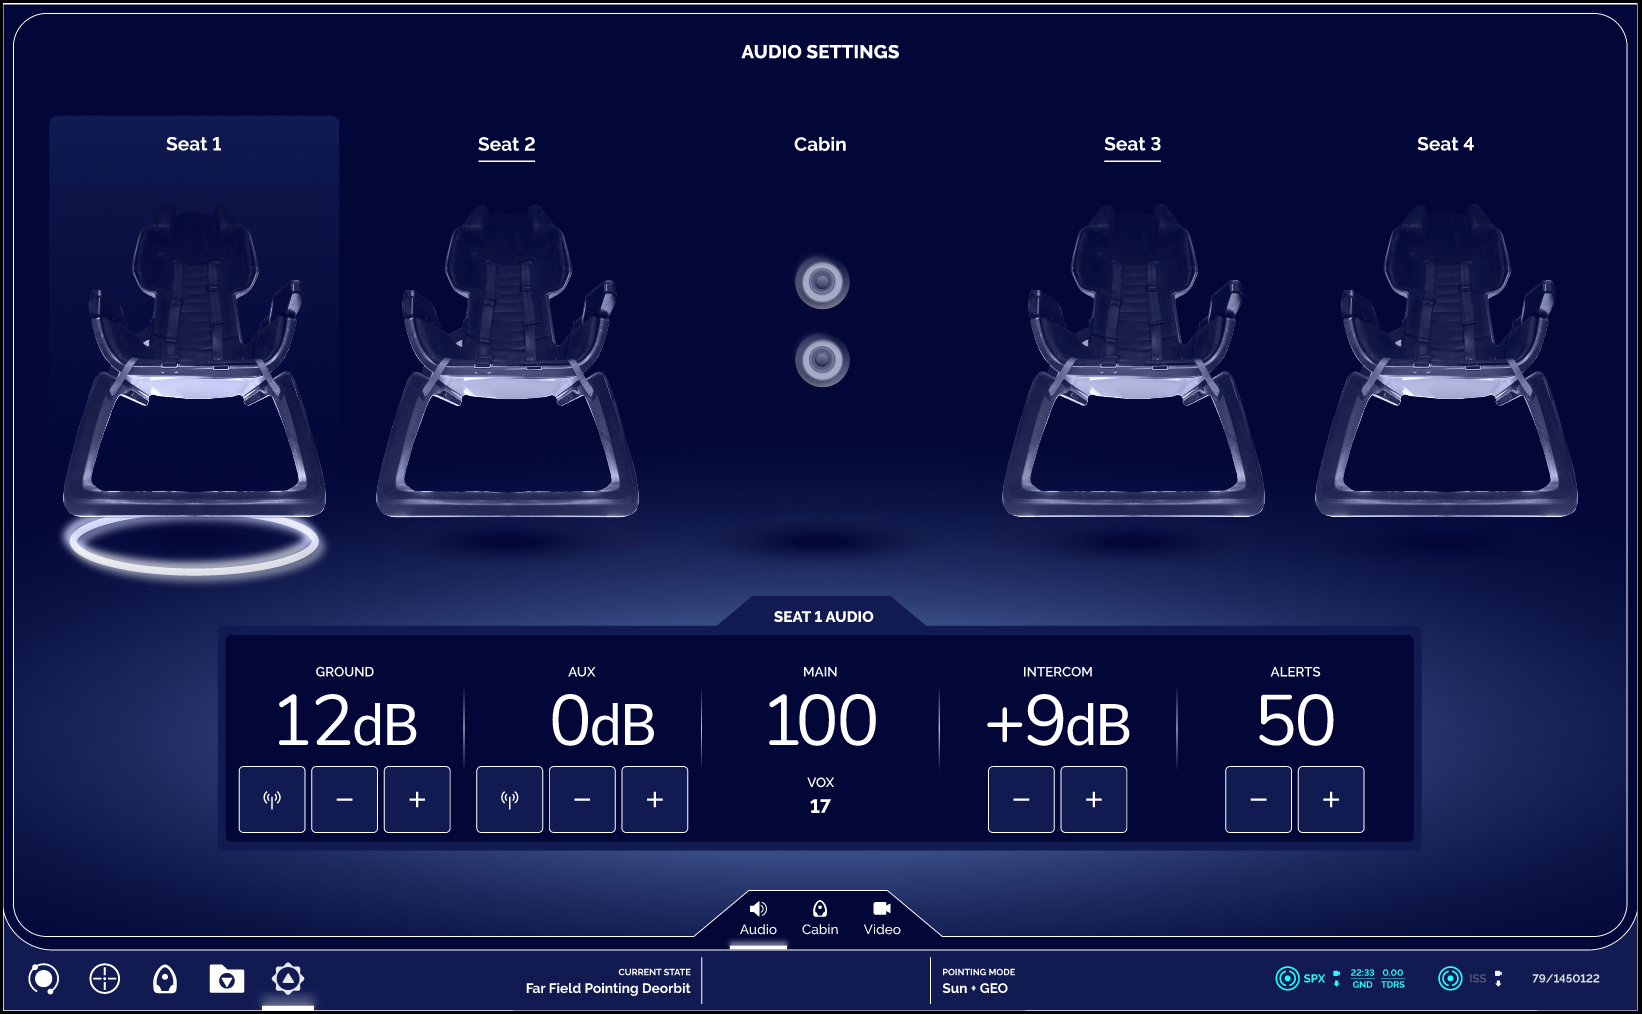 AUDIO SETTINGS
Seat 1
Seat 2
Cabin
Seat 3
Seat 4
SEAT 1 AUDIO
GROUND
12dB
AUX
0dB
MAIN
100
VOX
17
INTERCOM
+9dB
ALERTS
50
Audio
Cabin
Video
CURRENT STATE
Far Field Pointing Deorbit
POINTING MODE
Sun + GEO
SPX
22:33
GND
0.00
TDRS
ISS
79/1450122